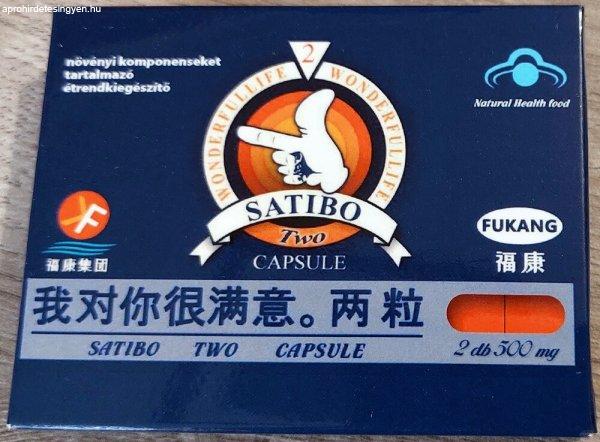 aprohirdetesingyen.hu
növényi komponenseket
tartalmazó
étrendkiegészítő
2
WONDERFULLIFE WONDERFULLIFE
Natural Health food
SATIBO
Two
CAPSULE
F
福康集团
FUKANG
福康
我对你很满意。两粒
SATIBO TWO CAPSULE
2 db 500 mg